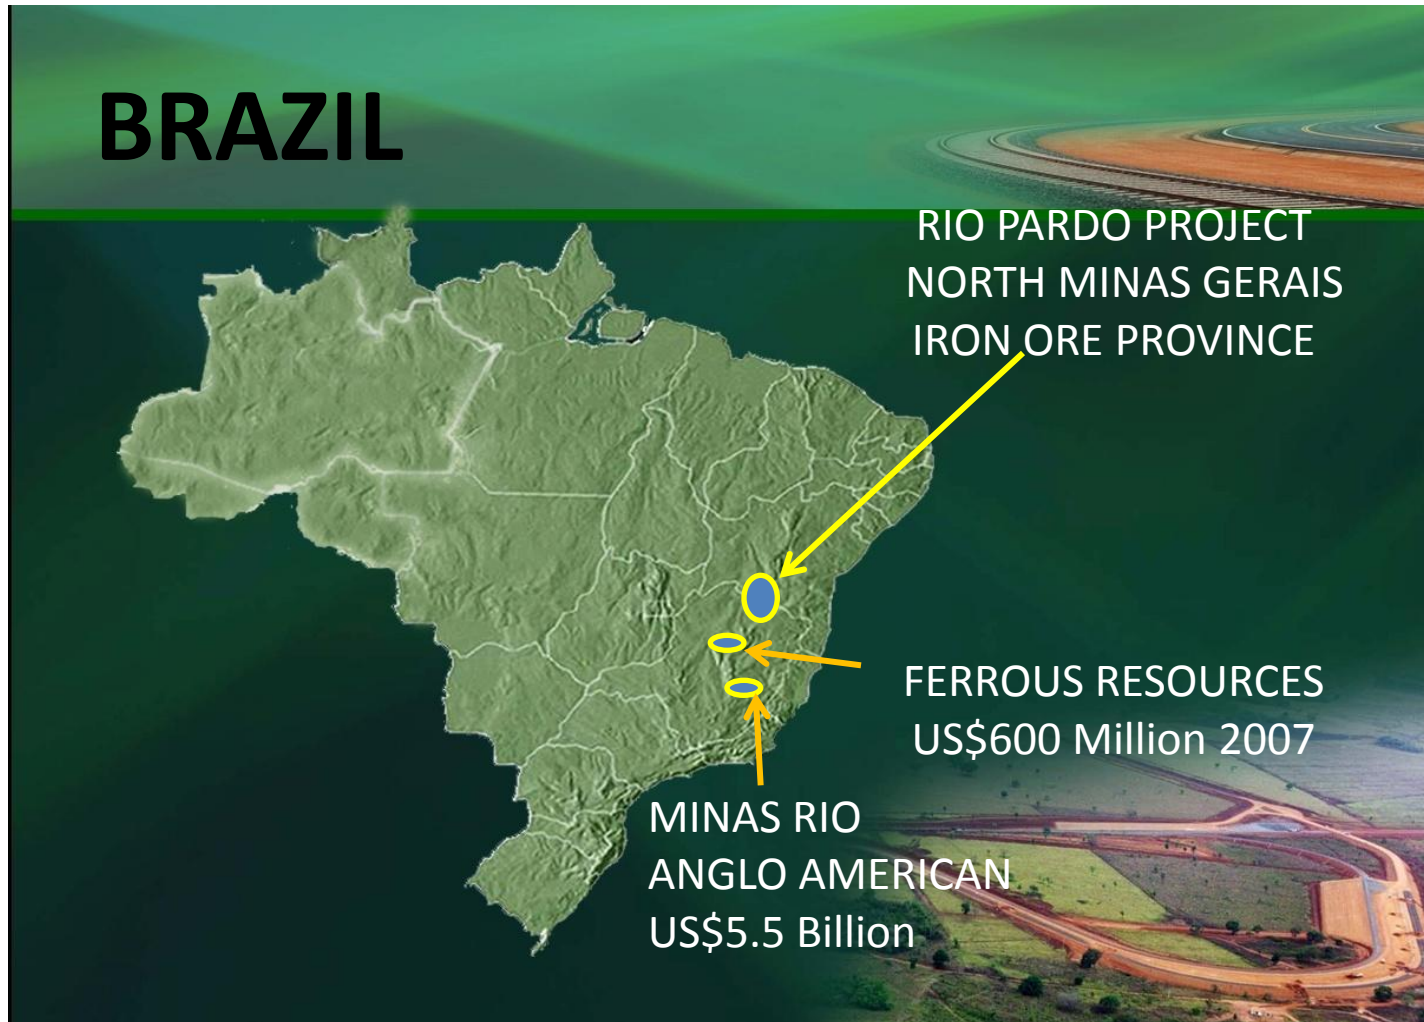 BRAZIL
RIO PARDO PROJECT
NORTH MINAS GERAIS
IRON ORE PROVINCE
FERROUS RESOURCES
US$600 Million 2007
MINAS RIO
ANGLO AMERICAN
US$5.5 Billion